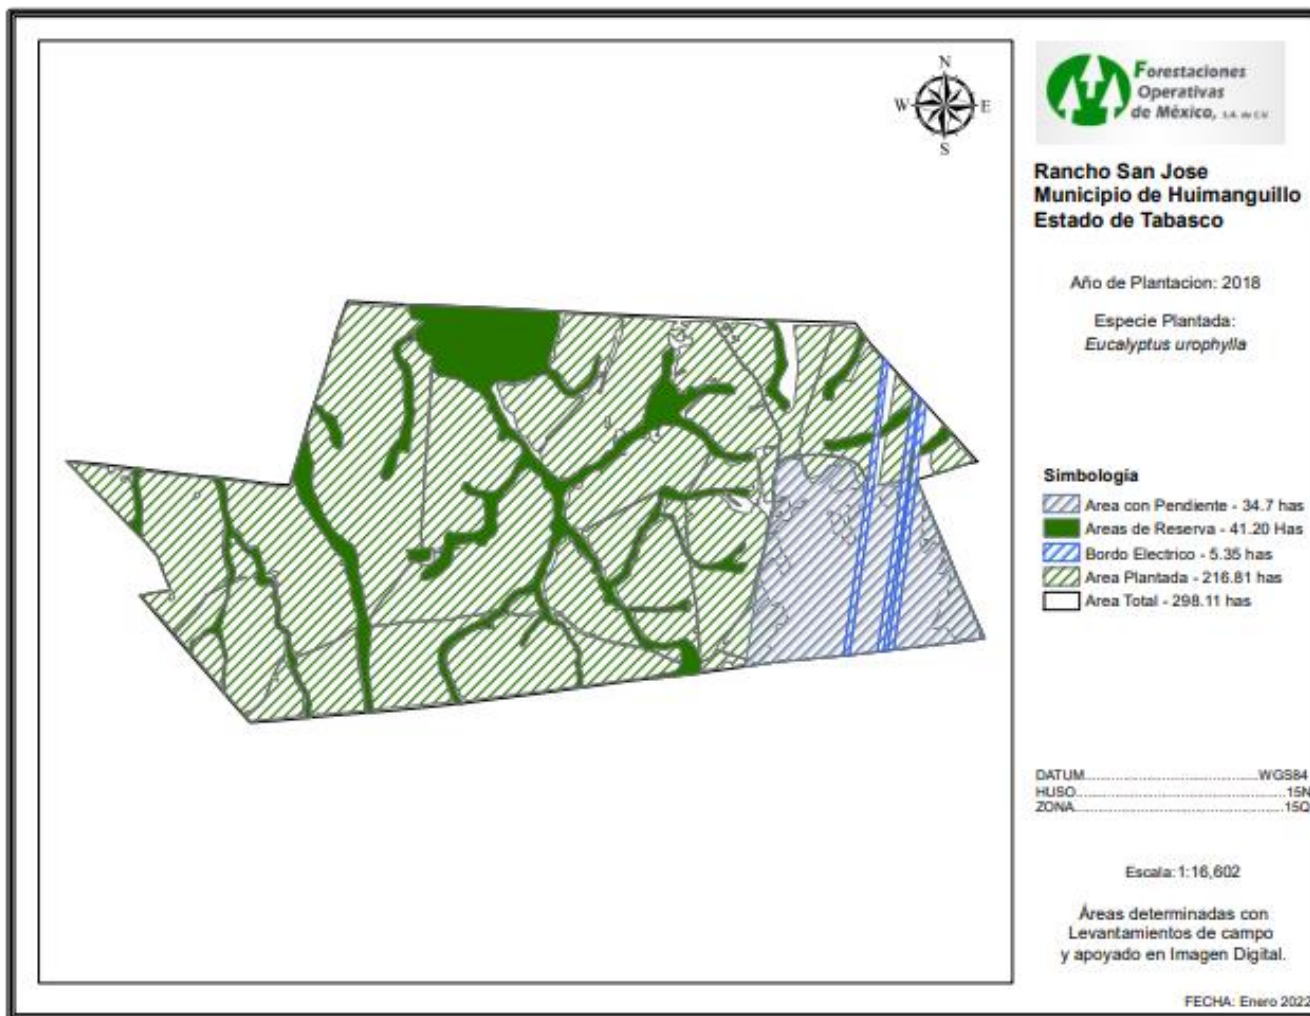 N
W E
S
Forestaciones
Operativas
de México, S.A. de C.V.
Rancho San Jose
Municipio de Huimanguillo
Estado de Tabasco
Año de Plantacion: 2018
Especie Plantada:
Eucalyptus urophylla
Simbología
Area con Pendiente - 34.7 has
Areas de Reserva - 41.20 Has
Bordo Electrico - 5.35 has
Area Plantada - 216.81 has
Area Total - 298.11 has
DATUM..........................................WGS84
HUSO..................................................15N
ZONA..................................................15Q
Escala: 1:16,602
Áreas determinadas con
Levantamientos de campo
y apoyado en Imagen Digital.
FECHA: Enero 2022